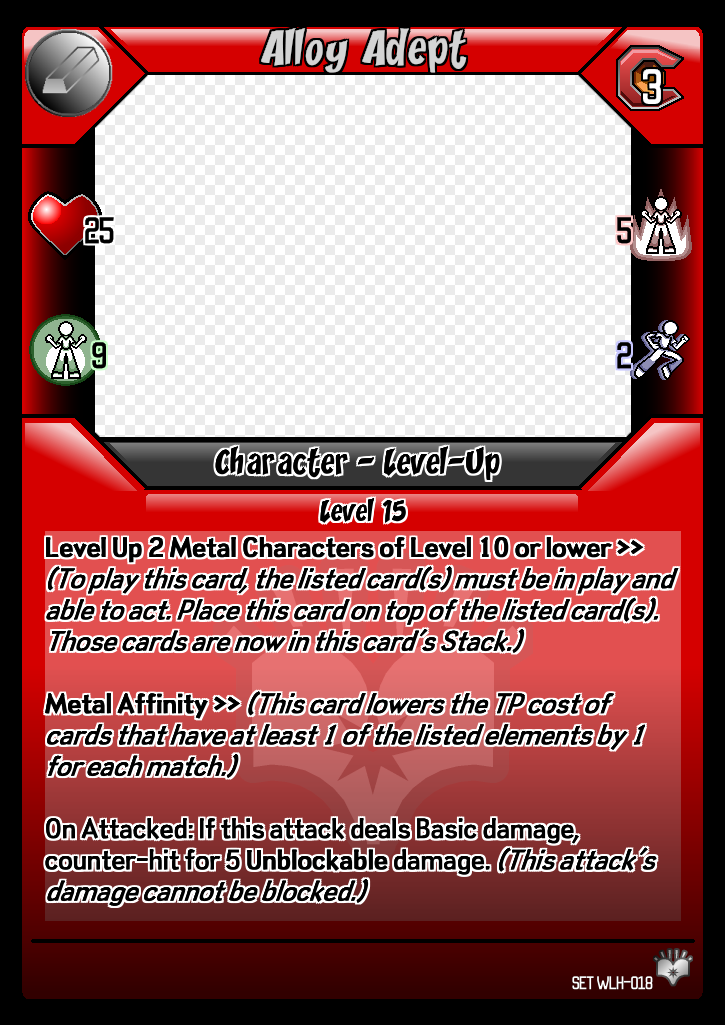 Alloy Adept
3
25
5
9
2
Character - Level-Up
Level 15
Level Up 2 Metal Characters of Level 10 or lower >>
(To play this card, the listed card(s) must be in play and
able to act. Place this card on top of the listed card(s).
Those cards are now in this card's Stack.)
Metal Affinity >> (This card lowers the TP cost of
cards that have at least 1 of the listed elements by 1
for each match.)
On Attacked: If this attack deals Basic damage,
counter-hit for 5 Unblockable damage. (This attack's
damage cannot be blocked.)
SET WLH-018